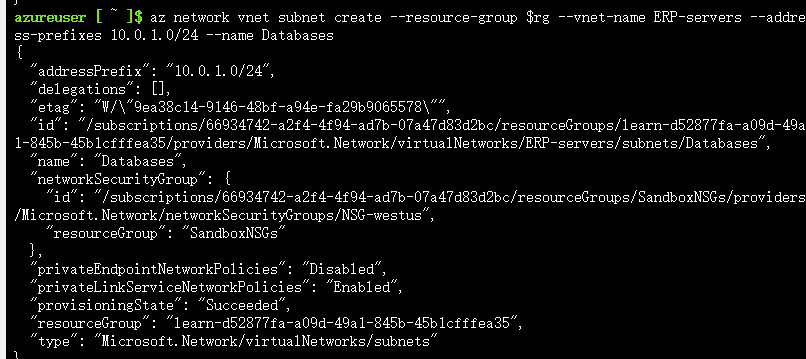 azureuser [ ~ ]$ az network vnet subnet create --resource-group $rg --vnet-name ERP-servers --addre
ss-prefixes 10.0.1.0/24 --name Databases
{
"addressPrefix": "10.0.1.0/24",
"delegations": [],
"etag": "W/\"9ea38c14-9146-48bf-a94e-fa29b9065578\"",
"id": "/subscriptions/66934742-a2f4-4f94-ad7b-07a47d83d2bc/resourceGroups/learn-d52877fa-a09d-49a
1-845b-45b1cfffea35/providers/Microsoft.Network/virtualNetworks/ERP-servers/subnets/Databases",
"name": "Databases",
"networkSecurityGroup": {
"id": "/subscriptions/66934742-a2f4-4f94-ad7b-07a47d83d2bc/resourceGroups/SandboxNSGs/providers
/Microsoft.Network/networkSecurityGroups/NSG-westus",
"resourceGroup": "SandboxNSGs"
},
"privateEndpointNetworkPolicies": "Disabled",
"privateLinkServiceNetworkPolicies": "Enabled",
"provisioningState": "Succeeded",
"resourceGroup": "learn-d52877fa-a09d-49a1-845b-45b1cfffea35",
"type": "Microsoft.Network/virtualNetworks/subnets"
}